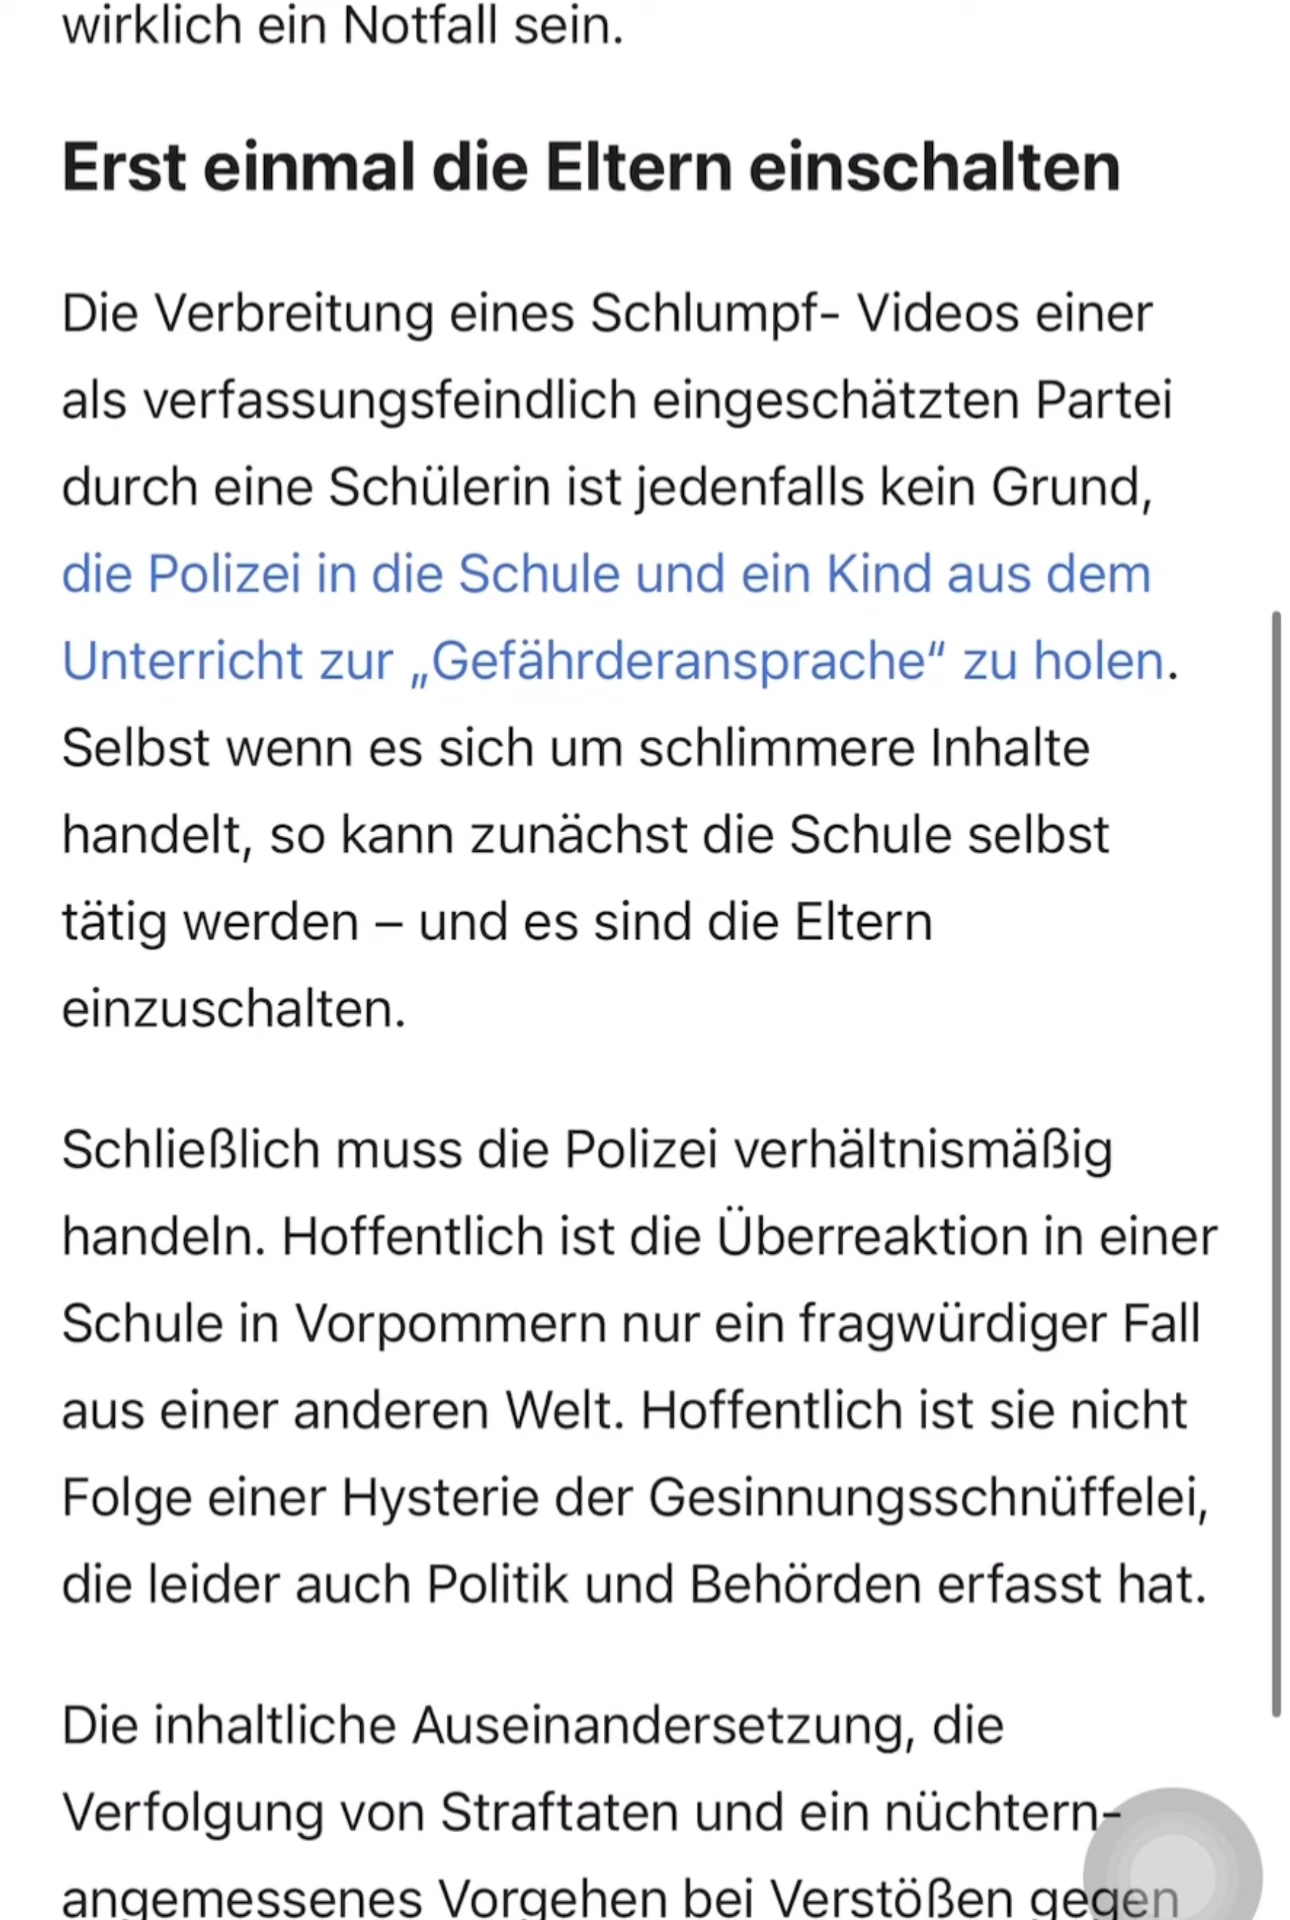 wirklich ein Notfall sein.
Erst einmal die Eltern einschalten
Die Verbreitung eines Schlumpf- Videos einer
als verfassungsfeindlich eingeschätzten Partei
durch eine Schülerin ist jedenfalls kein Grund,
die Polizei in die Schule und ein Kind aus dem
Unterricht zur „Gefährderansprache“ zu holen.
Selbst wenn es sich um schlimmere Inhalte
handelt, so kann zunächst die Schule selbst
tätig werden – und es sind die Eltern
einzuschalten.
Schließlich muss die Polizei verhältnismäßig
handeln. Hoffentlich ist die Überreaktion in einer
Schule in Vorpommern nur ein fragwürdiger Fall
aus einer anderen Welt. Hoffentlich ist sie nicht
Folge einer Hysterie der Gesinnungsschnüffelei,
die leider auch Politik und Behörden erfasst hat.
Die inhaltliche Auseinandersetzung, die
Verfolgung von Straftaten und ein nüchtern-
angemessenes Vorgehen bei Verstößen gegen